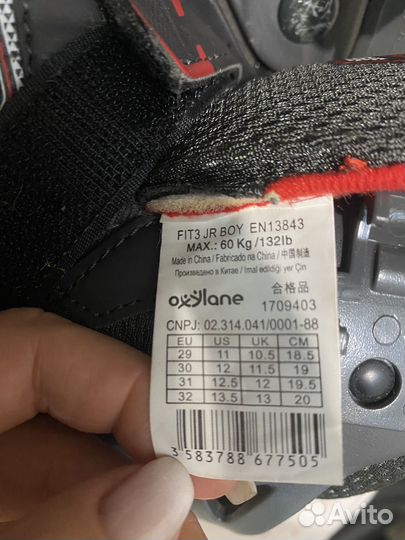 FIT3 JR BOY EN13843
MAX.: 60 Kg /132lb
Made in China / Fabricado na China / 中国制造
Произведено в Китае / Imal edildiği yer Çin
合格品
oxylane 1709403
CNPJ: 02.314.041/0001-88
EU US UK CM
29 11 10.5 18.5
30 12 11.5 19
31 12.5 12 19.5
32 13.5 13 20
3 583788 677505
Avito